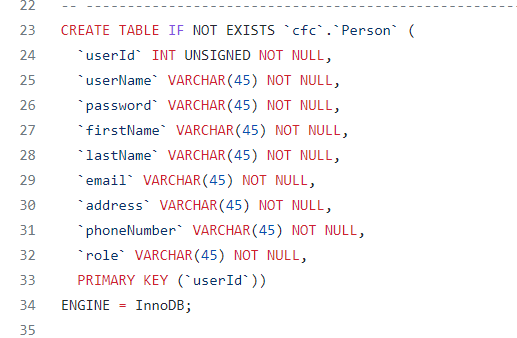 22 -- -----------------------------------------------------
23 CREATE TABLE IF NOT EXISTS `cfc`.`Person` (
24   `userId` INT UNSIGNED NOT NULL,
25   `userName` VARCHAR(45) NOT NULL,
26   `password` VARCHAR(45) NOT NULL,
27   `firstName` VARCHAR(45) NOT NULL,
28   `lastName` VARCHAR(45) NOT NULL,
29   `email` VARCHAR(45) NOT NULL,
30   `address` VARCHAR(45) NOT NULL,
31   `phoneNumber` VARCHAR(45) NOT NULL,
32   `role` VARCHAR(45) NOT NULL,
33   PRIMARY KEY (`userId`))
34 ENGINE = InnoDB;
35